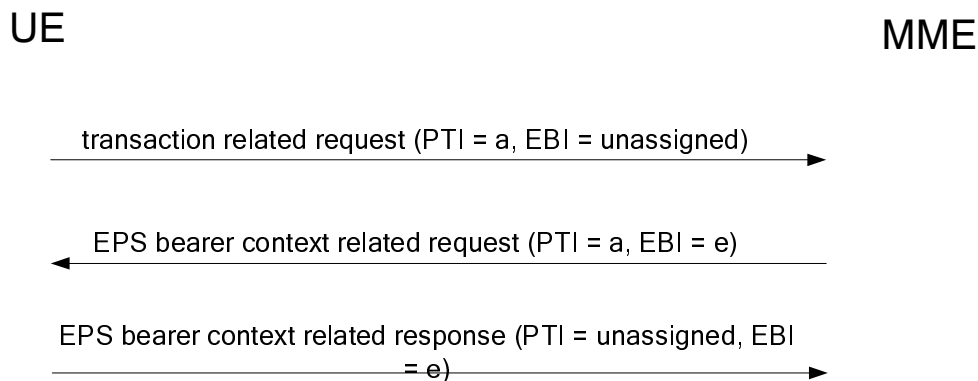 UE
MME
transaction related request (PTI = a, EBI = unassigned)
EPS bearer context related request (PTI = a, EBI = e)
EPS bearer context related response (PTI = unassigned, EBI
= e)